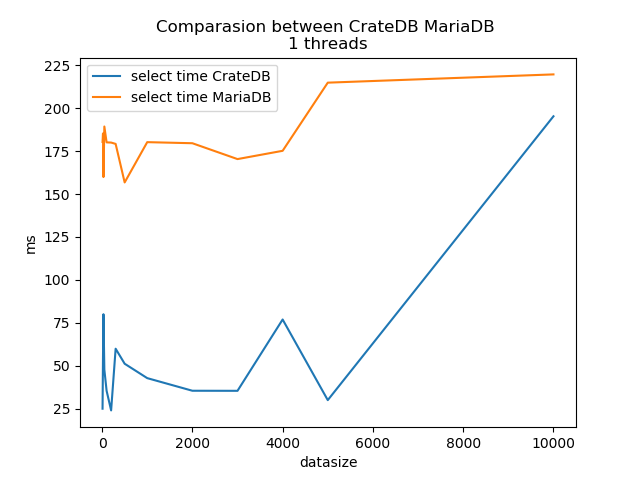 Comparasion between CrateDB MariaDB
1 threads
select time CrateDB
select time MariaDB
225
200
175
150
125
100
75
50
25
ms
0 2000 4000 6000 8000 10000
datasize